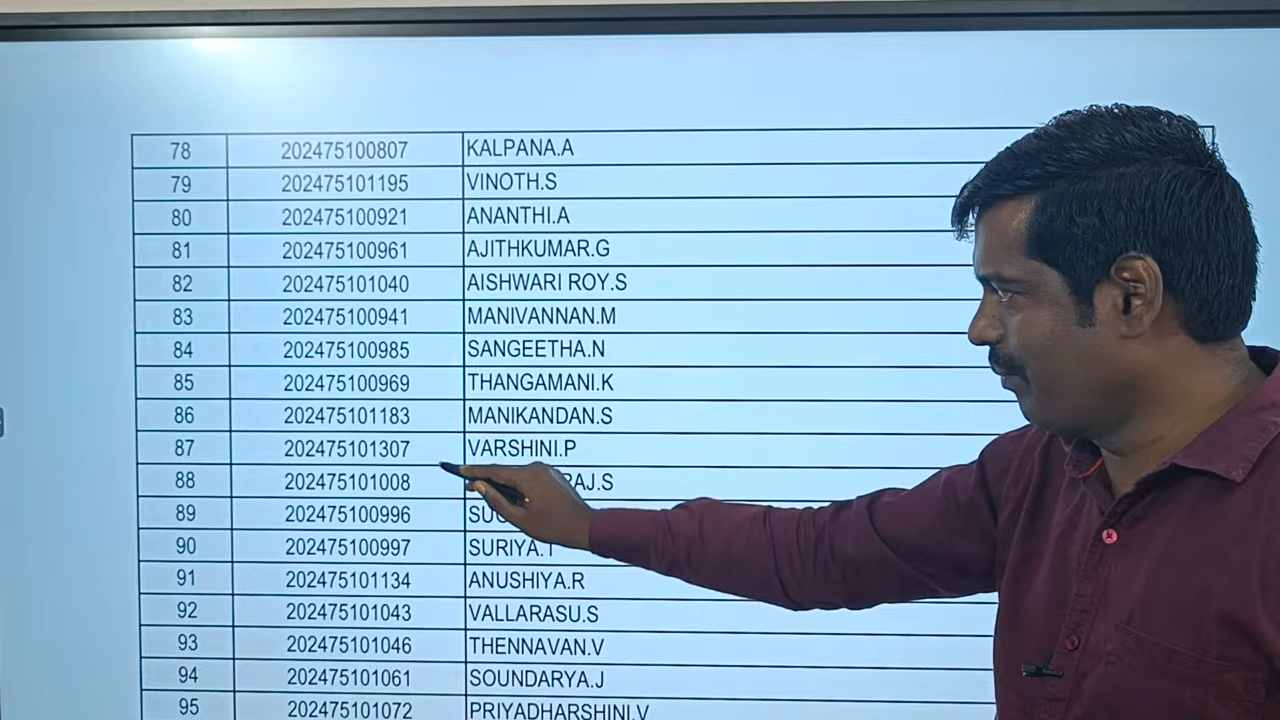 78 202475100807 KALPANA.A
79 202475101195 VINOTH.S
80 202475100921 ANANTHI.A
81 202475100961 AJITHKUMAR.G
82 202475101040 AISHWARI ROY.S
83 202475100941 MANIVANNAN.M
84 202475100985 SANGEETHA.N
85 202475100969 THANGAMANI.K
86 202475101183 MANIKANDAN.S
87 202475101307 VARSHINI.P
88 202475101008
89 202475100996
90 202475100997 SURIYA.T
91 202475101134 ANUSHIYA.R
92 202475101043 VALLARASU.S
93 202475101046 THENNAVAN.V
94 202475101061 SOUNDARYA.J
95 202475101072 PRIYADHARSHINI.V